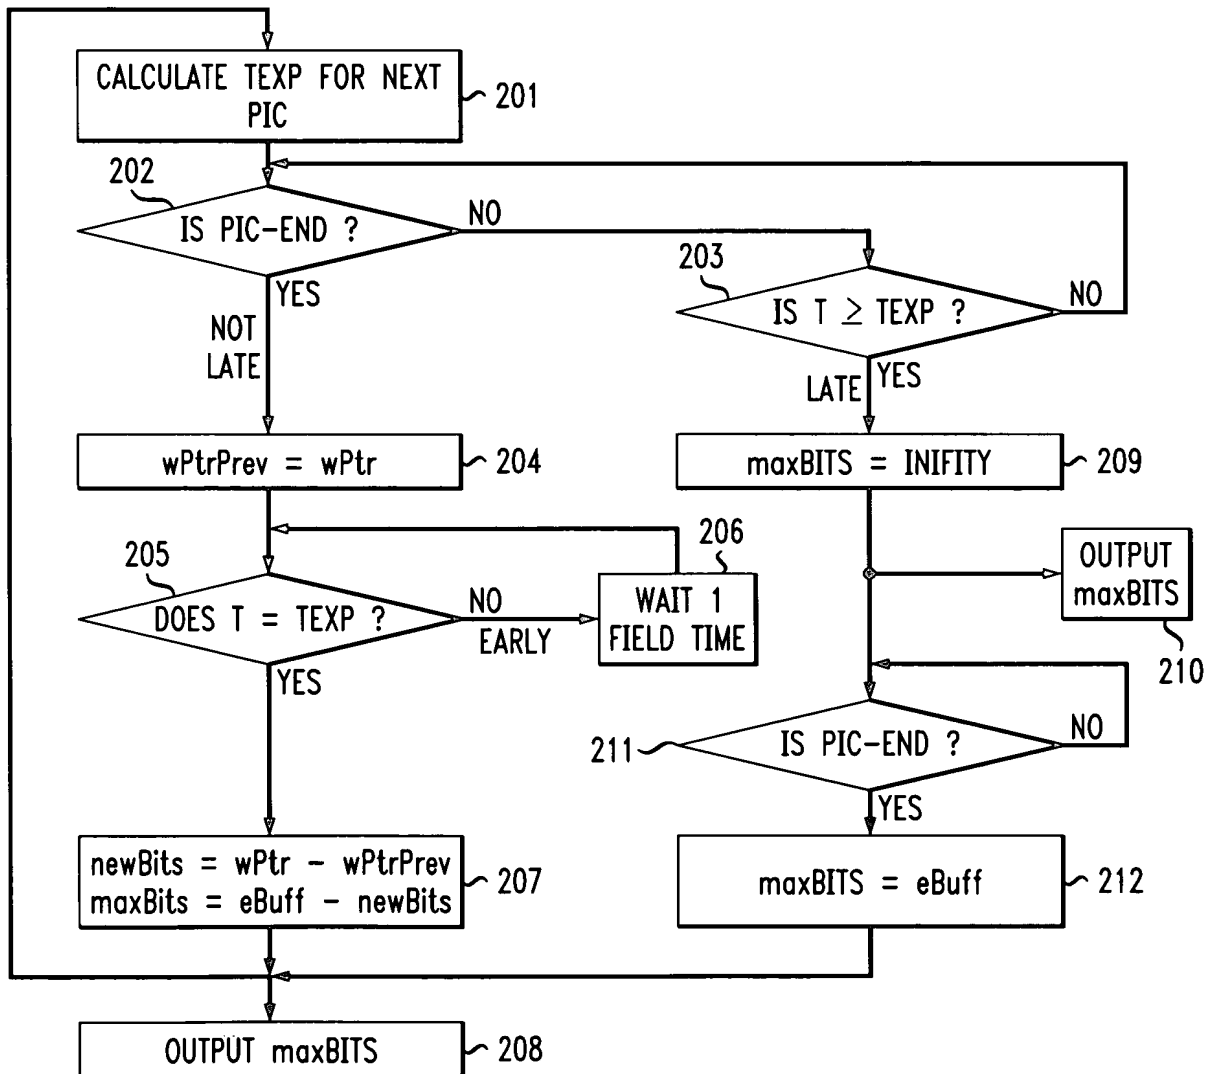 CALCULATE TEXP FOR NEXT
PIC
201
202
IS PIC-END ?
NO
YES
203
IS T ≥ TEXP ?
NO
NOT
LATE
LATE
YES
wPtrPrev = wPtr
204
maxBITS = INIFITY
209
205
DOES T = TEXP ?
NO
EARLY
YES
206
WAIT 1
FIELD TIME
OUTPUT
maxBITS
210
211
IS PIC-END ?
NO
YES
newBits = wPtr - wPtrPrev
maxBits = eBuff - newBits
207
maxBITS = eBuff
212
OUTPUT maxBITS
208